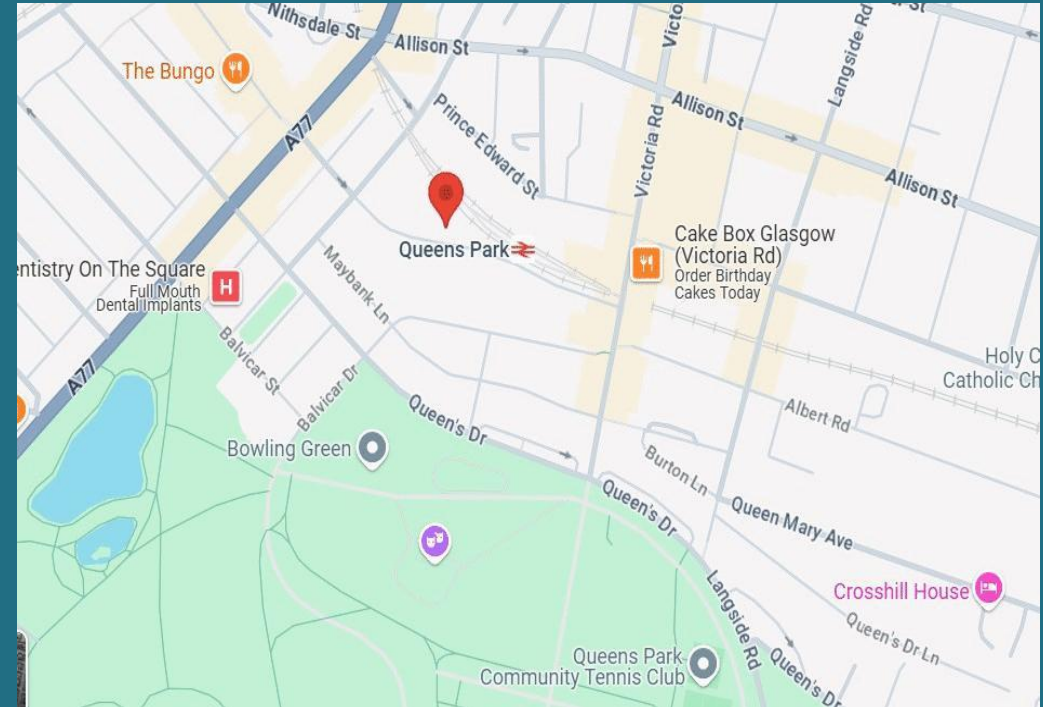 Nithsdale St
Allison St
Victo
Langside Rd
St
The Bungo
A77
Prince Edward St
Victoria Rd
Allison St
Allison St
Queens Park
Cake Box Glasgow
(Victoria Rd)
Order Birthday
Cakes Today
entistry On The Square
Full Mouth
Dental Implants
H
Maybank Ln
Balvicar St
A77
Balvicar Dr
Holy C
Catholic Ch
Queen's Dr
Albert Rd
Bowling Green
Burton Ln
Queen's Dr
Queen Mary Ave
Langside Rd
Crosshill House
Queen's Dr Ln
Queens Park
Community Tennis Club
Queen's Dr